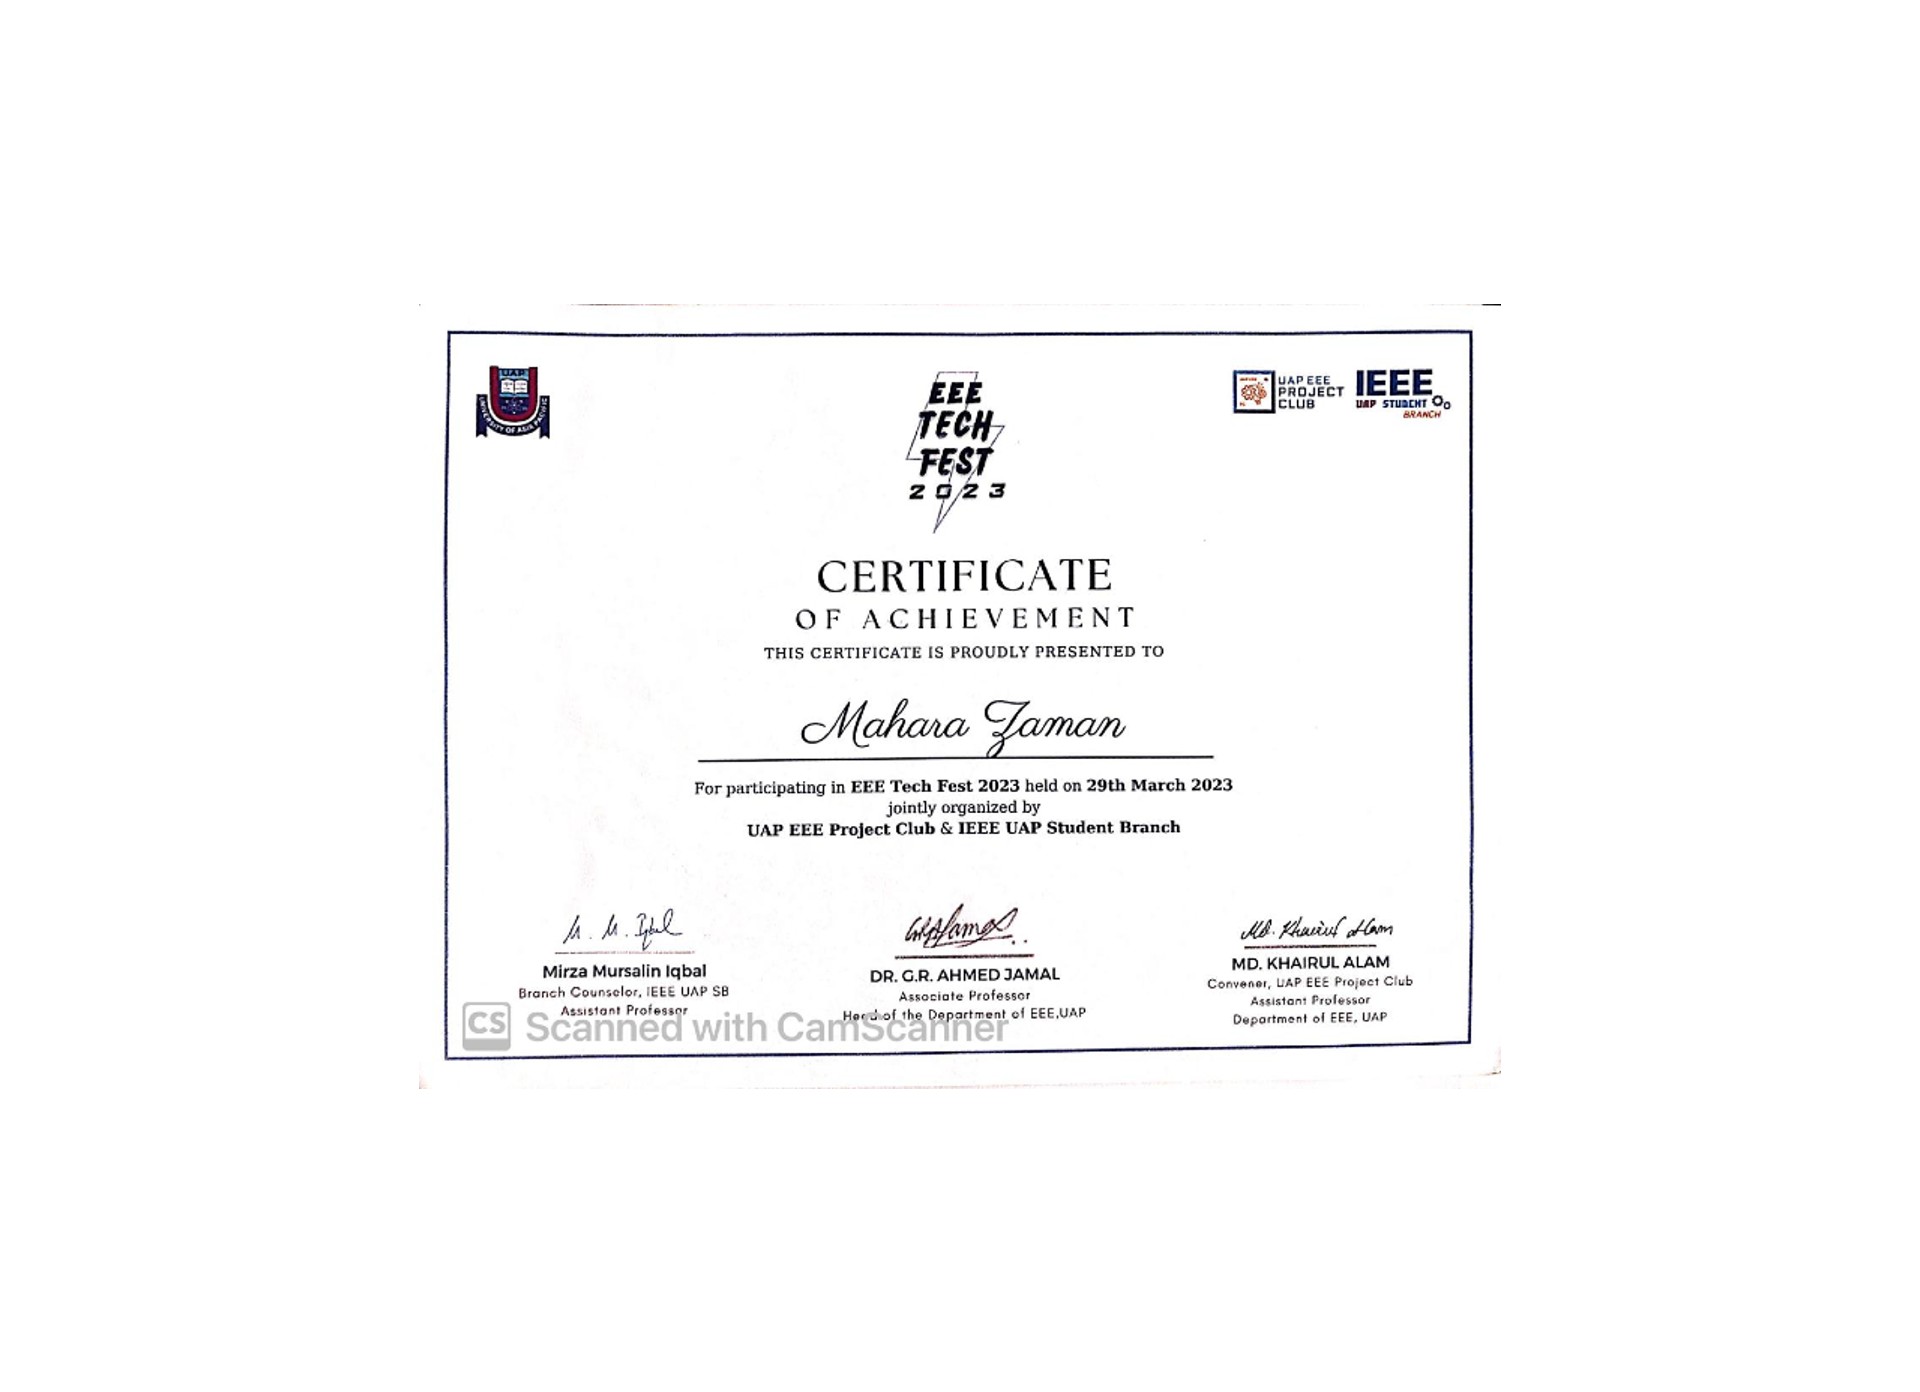 UNIVERSITY OF ASIA PACIFIC
EEE
TECH
FEST
2023
UAP EEE
PROJECT
CLUB
IEEE
UAP STUDENT
BRANCH
CERTIFICATE
OF ACHIEVEMENT
THIS CERTIFICATE IS PROUDLY PRESENTED TO
Mahara Zaman
For participating in EEE Tech Fest 2023 held on 29th March 2023
jointly organized by
UAP EEE Project Club & IEEE UAP Student Branch
M. M. Iqbal
Md. Khairul Alam
Mirza Mursalin Iqbal
Branch Counselor, IEEE UAP SB
Assistant Professor
DR. G.R. AHMED JAMAL
Associate Professor
Head of the Department of EEE,UAP
MD. KHAIRUL ALAM
Convener, UAP EEE Project Club
Assistant Professor
Department of EEE, UAP
CS Scanned with CamScanner